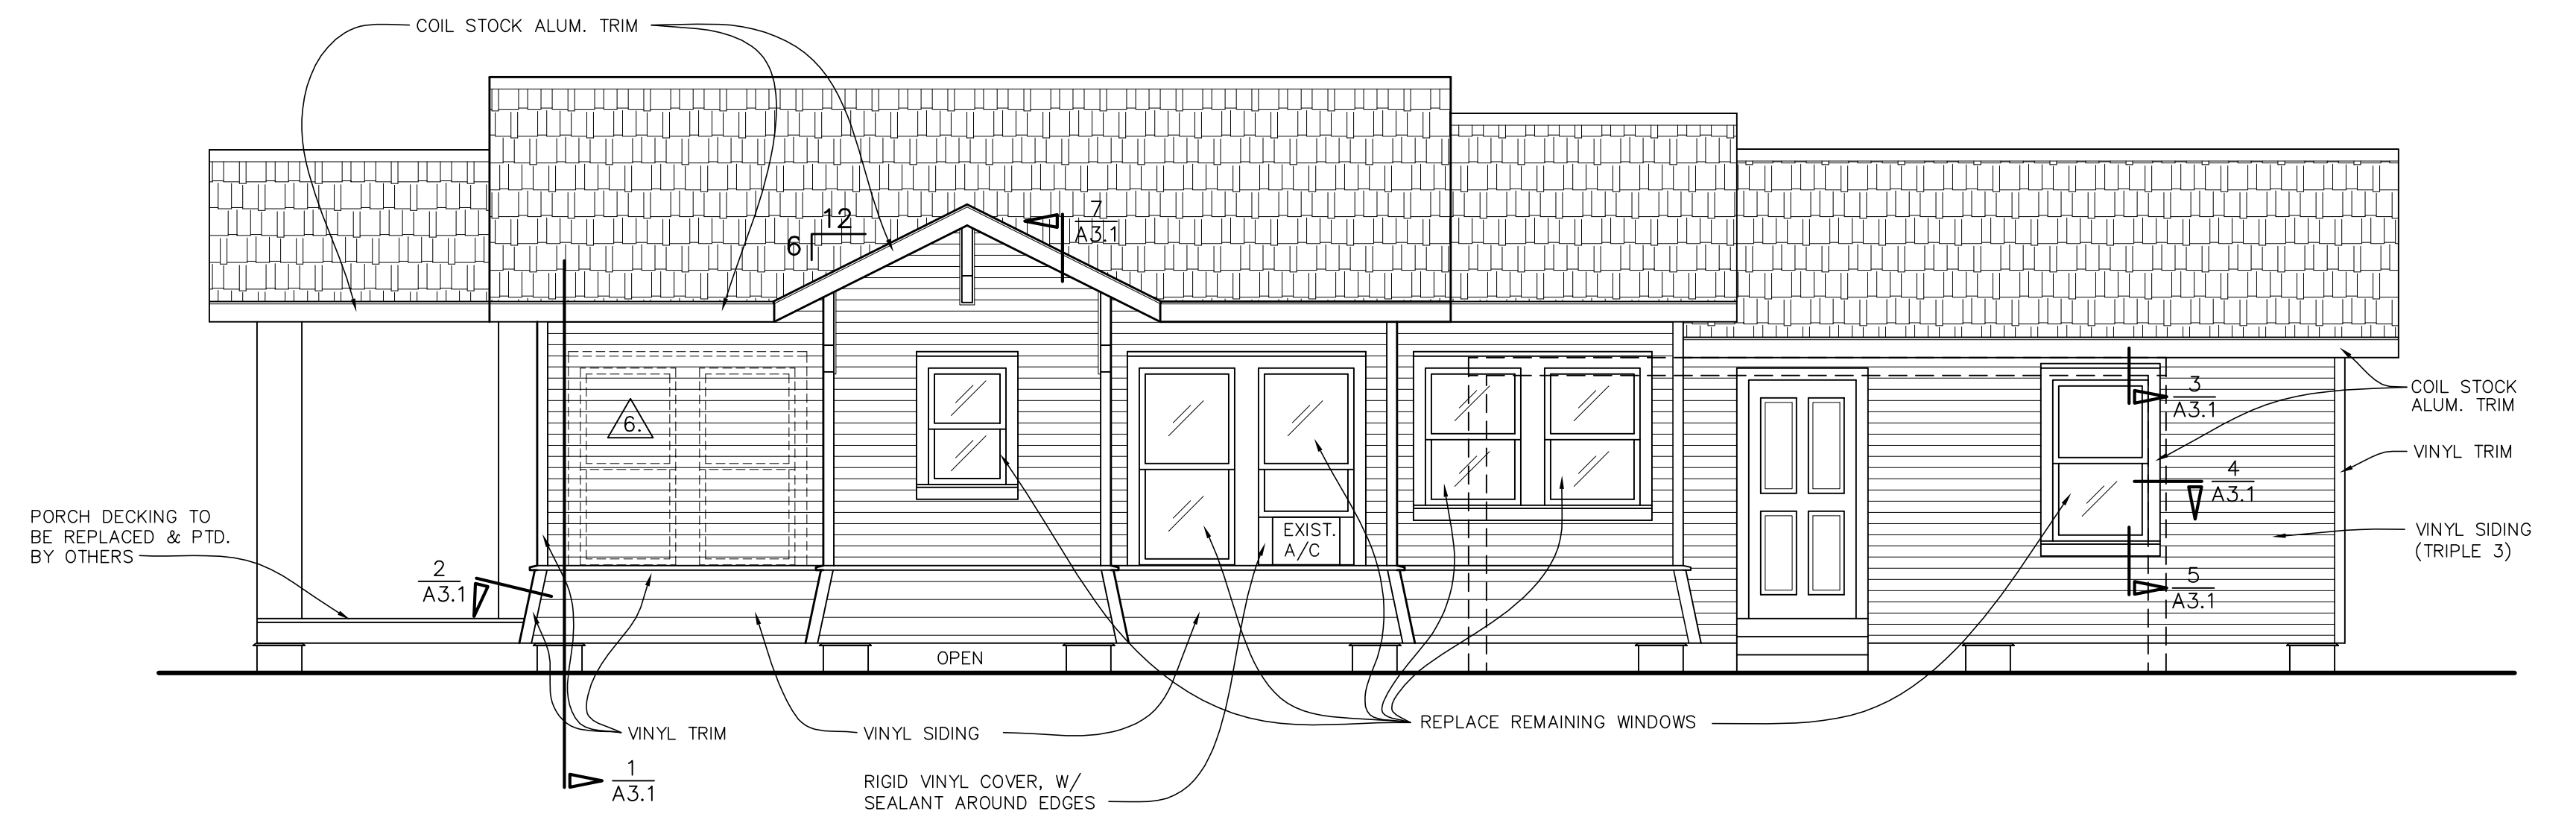 COIL STOCK ALUM. TRIM
12
6
7
A3.1
6.
3
A3.1
COIL STOCK
ALUM. TRIM
VINYL TRIM
4
A3.1
PORCH DECKING TO
BE REPLACED & PTD.
BY OTHERS
EXIST.
A/C
VINYL SIDING
(TRIPLE 3)
2
A3.1
5
A3.1
OPEN
REPLACE REMAINING WINDOWS
VINYL TRIM
VINYL SIDING
1
A3.1
RIGID VINYL COVER, W/
SEALANT AROUND EDGES